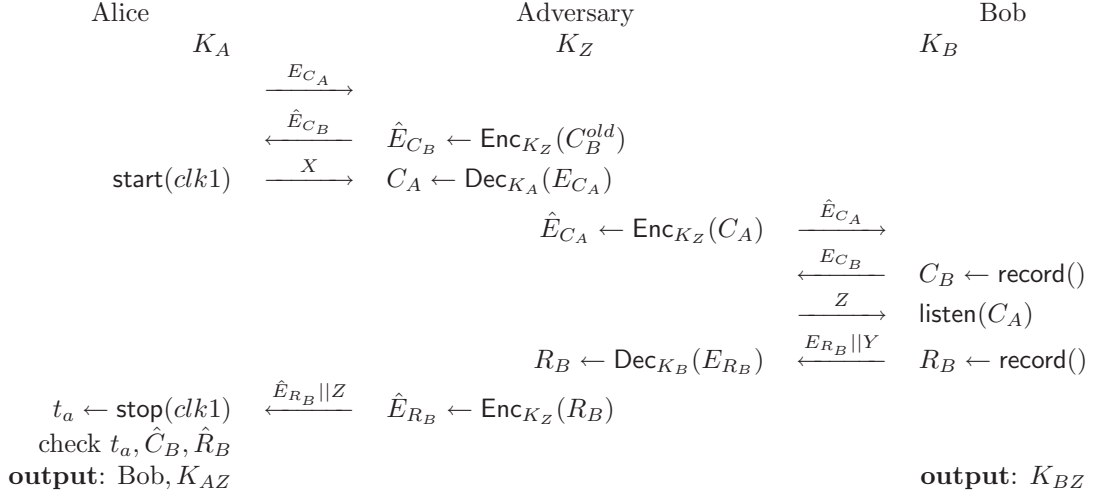 Alice Adversary Bob
K_A K_Z K_B
E_{C_A}
Ê_{C_B} Ê_{C_B} ← Enc_{K_Z}(C_B^{old})
start(clk1) X C_A ← Dec_{K_A}(E_{C_A})
Ê_{C_A} ← Enc_{K_Z}(C_A) Ê_{C_A}
E_{C_B} C_B ← record()
Z listen(C_A)
R_B ← Dec_{K_B}(E_{R_B}) E_{R_B}||Y R_B ← record()
t_a ← stop(clk1) Ê_{R_B}||Z Ê_{R_B} ← Enc_{K_Z}(R_B)
check t_a, Ĉ_B, R̂_B
output: Bob, K_{AZ} output: K_{BZ}